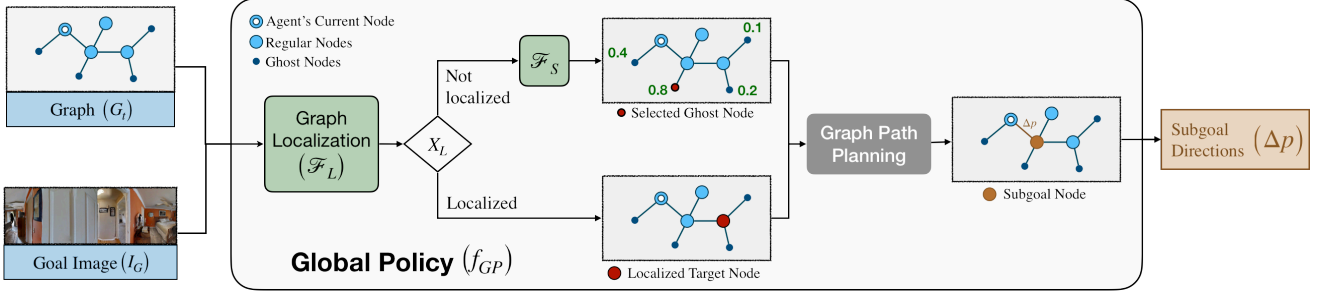 Agent's Current Node
Regular Nodes
Ghost Nodes
Graph (G_t)
Goal Image (I_G)
Graph
Localization
(ℱ_L)
X_L
Not
localized
Localized
ℱ_S
0.4
0.1
0.8
0.2
Selected Ghost Node
Localized Target Node
Graph Path
Planning
Δp
Subgoal Node
Subgoal
Directions (Δp)
Global Policy (f_GP)